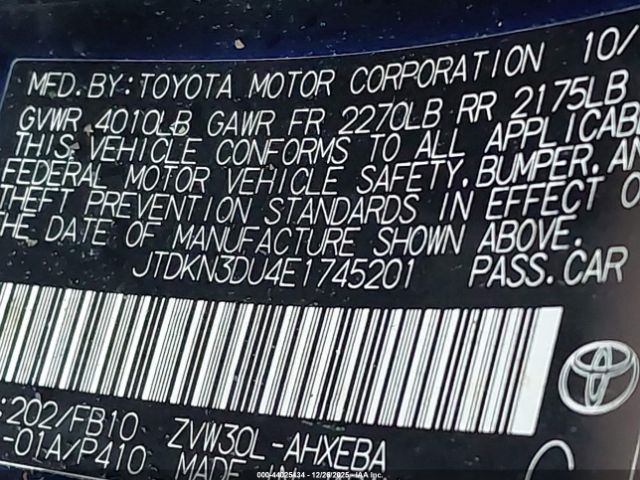 MFD. BY: TOYOTA MOTOR CORPORATION 10/
GVWR 4010LB GAWR FR 2270LB RR 2175LB
THIS VEHICLE CONFORMS TO ALL APPLICAB
FEDERAL MOTOR VEHICLE SAFETY, BUMPER, AN
THEFT PREVENTION STANDARDS IN EFFECT O
THE DATE OF MANUFACTURE SHOWN ABOVE.
JTDKN3DU4E1745201 PASS.CAR
:202/FB10 ZVW30L-AHXEBA
-01A/P410 MADE
000-44025434 - 12/26/2025 - IAA Inc.